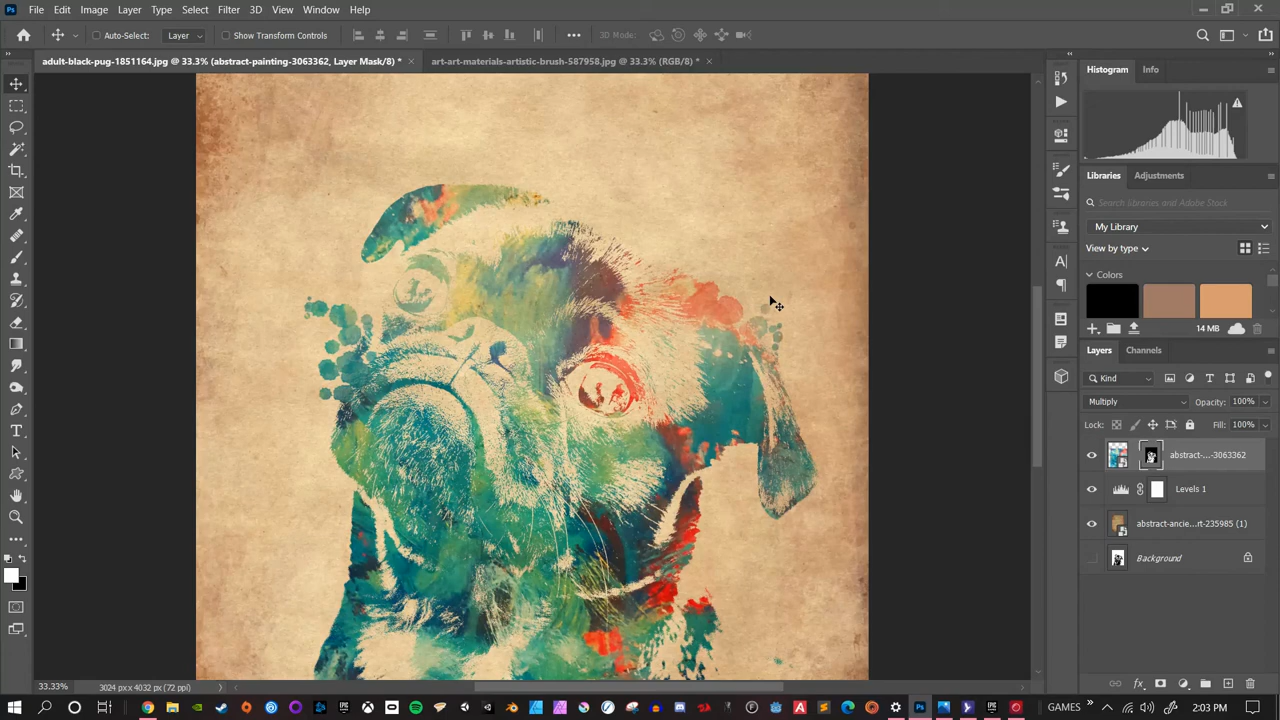 Ps File Edit Image Layer Type Select Filter 3D View Window Help
Auto-Select: Layer Show Transform Controls 3D Mode:
adult-black-pug-1851164.jpg @ 33.3% (abstract-painting-3063362, Layer Mask/8) * × art-art-materials-artistic-brush-587958.jpg @ 33.3% (RGB/8) * ×
Histogram Info
Libraries Adjustments
Search libraries and Adobe Stock
My Library
View by type
Colors
14 MB
Layers Channels
Kind
Multiply Opacity: 100%
Lock: Fill: 100%
abstract-...-3063362
Levels 1
abstract-ancie...rt-235985 (1)
Background
33.33% 3024 px x 4032 px (72 ppi)
GAMES 2:03 PM